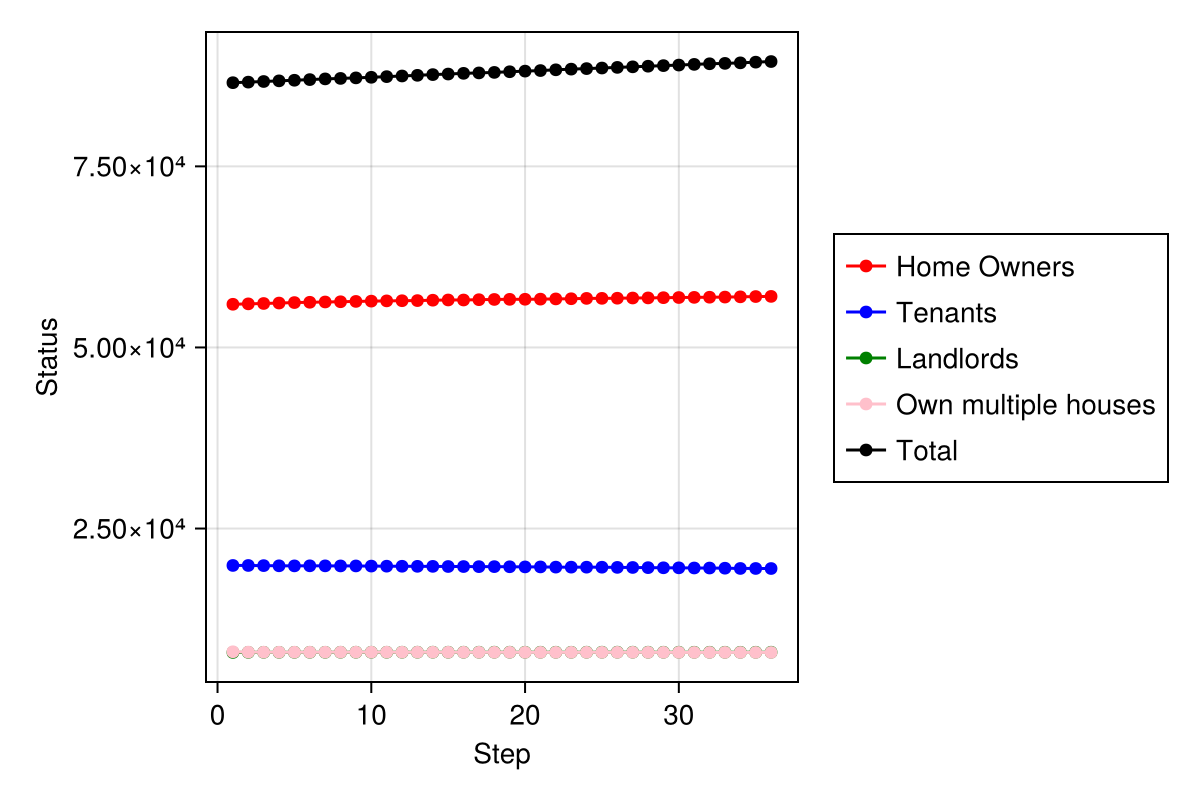 7.50×10⁴
5.00×10⁴
2.50×10⁴
Status
0 10 20 30
Step
Home Owners
Tenants
Landlords
Own multiple houses
Total